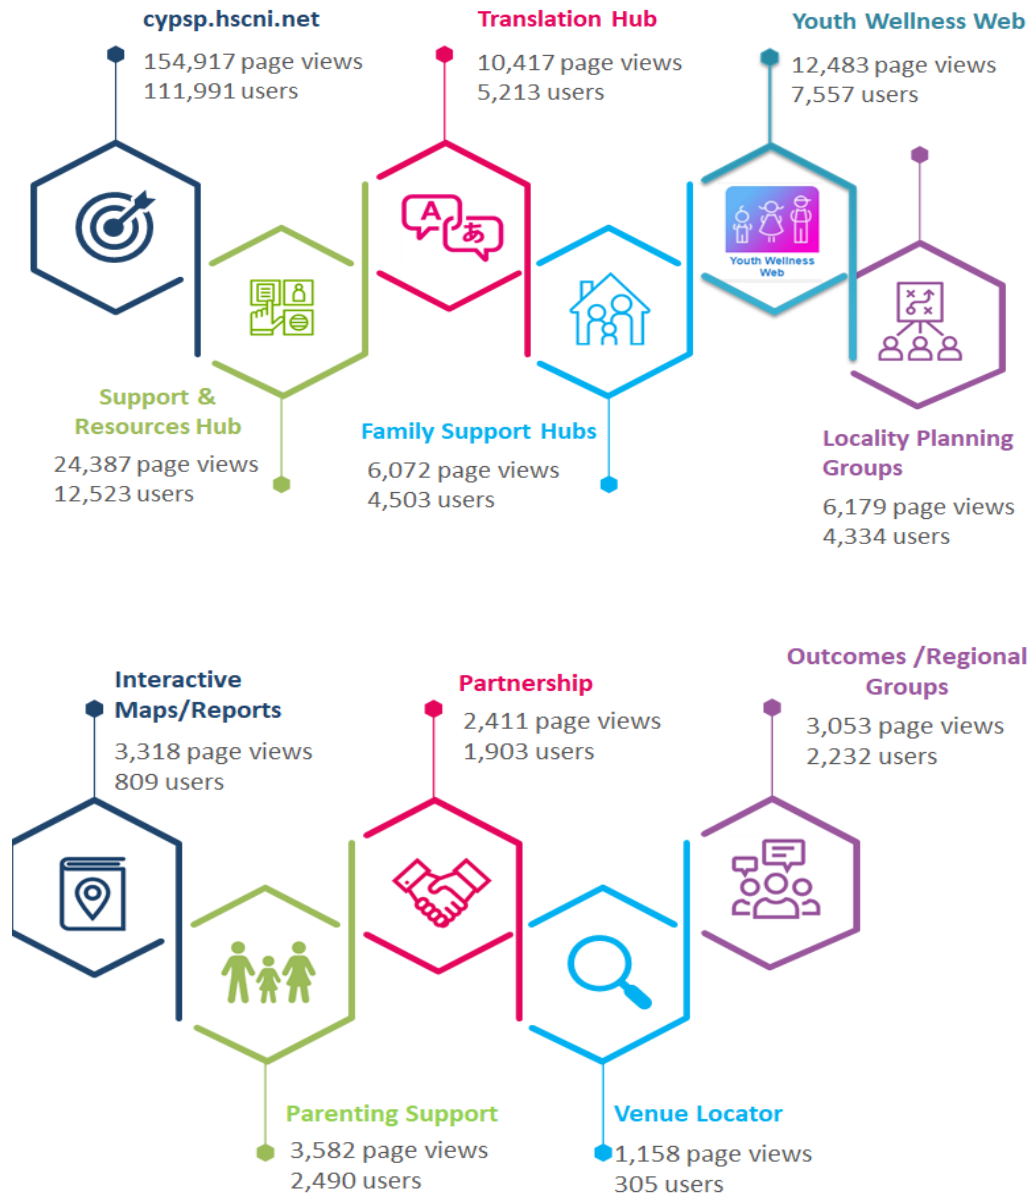 cypsp.hscni.net
154,917 page views
111,991 users
Translation Hub
10,417 page views
5,213 users
Youth Wellness Web
12,483 page views
7,557 users
A
あ
Youth Wellness
Web
Support &
Resources Hub
24,387 page views
12,523 users
Family Support Hubs
6,072 page views
4,503 users
Locality Planning
Groups
6,179 page views
4,334 users
Interactive
Maps/Reports
3,318 page views
809 users
Partnership
2,411 page views
1,903 users
Outcomes /Regional
Groups
3,053 page views
2,232 users
Parenting Support
3,582 page views
2,490 users
Venue Locator
1,158 page views
305 users